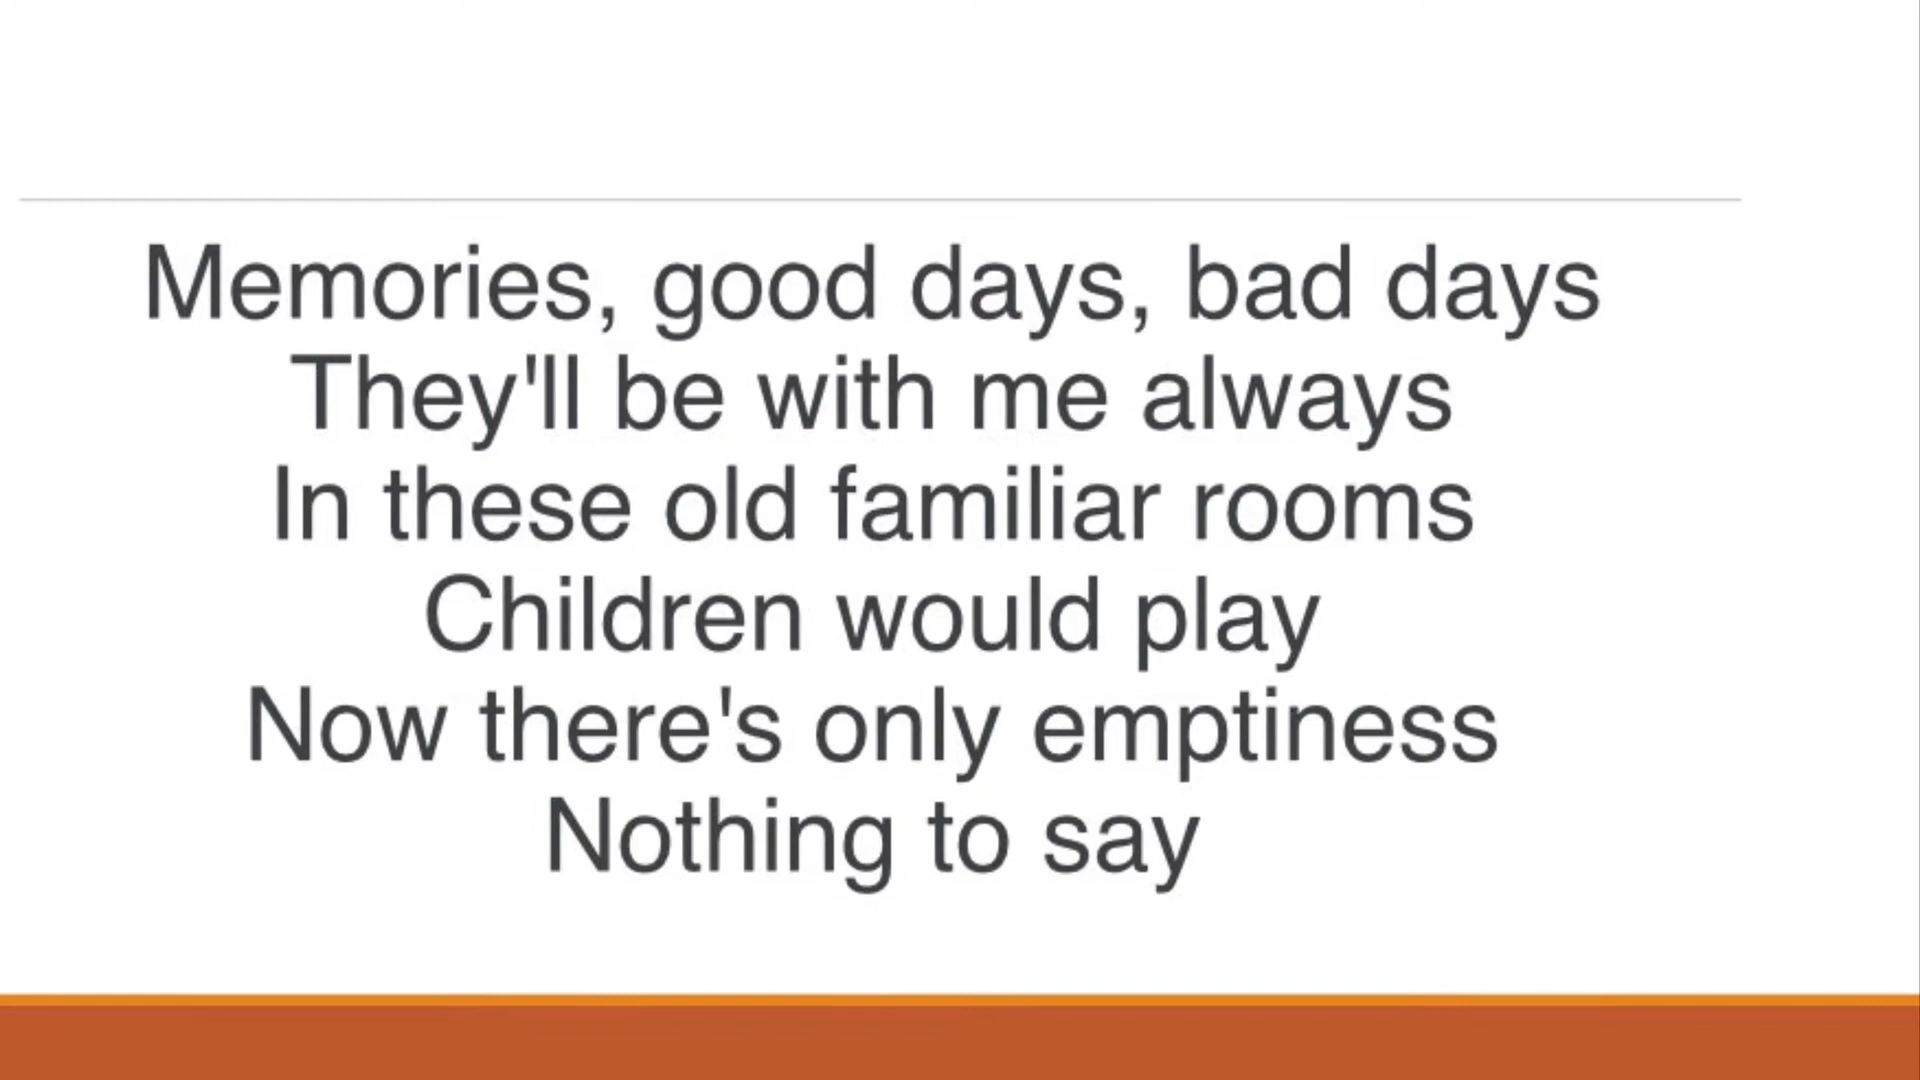 Memories, good days, bad days
They'll be with me always
In these old familiar rooms
Children would play
Now there's only emptiness
Nothing to say